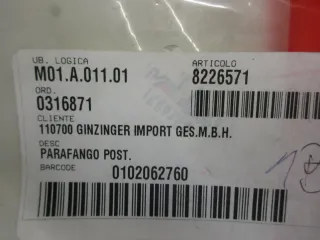 UB. LOGICA ARTICOLO
M01.A.011.01 8226571
ORD.
0316871
CLIENTE
110700 GINZINGER IMPORT GES.M.B.H.
DESC
PARAFANGO POST.
BARCODE 0102062760